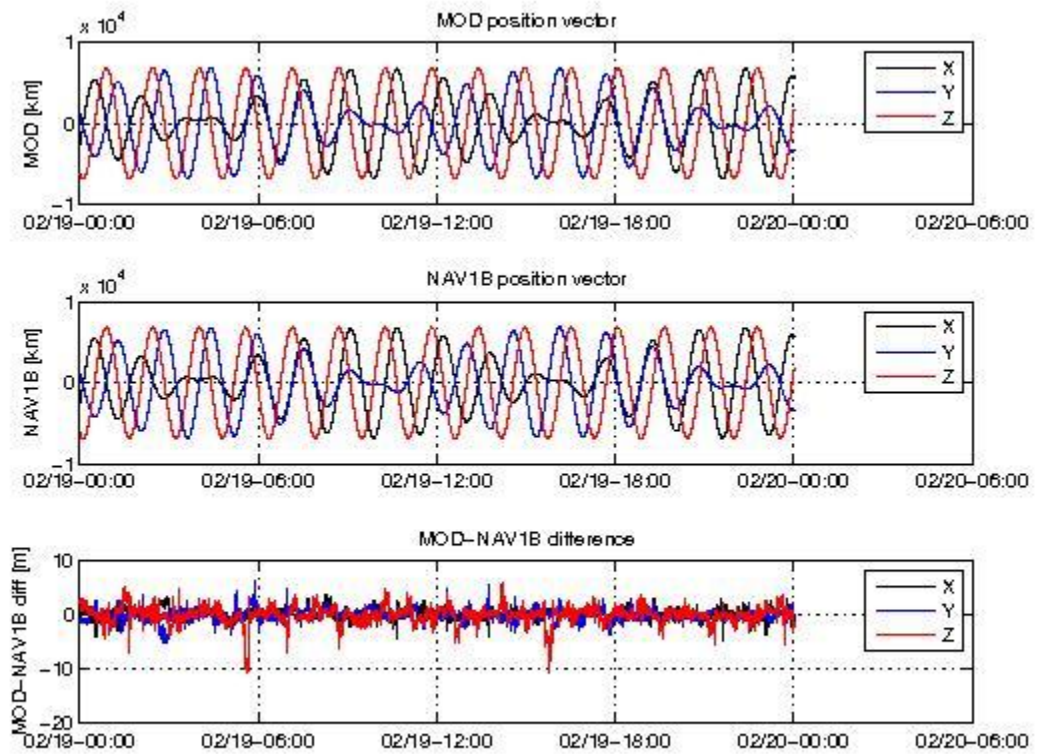 MOD position vector
x 10^4
1
0
−1
MOD [km]
X
Y
Z
02/19−00:00 02/19−06:00 02/19−12:00 02/19−18:00 02/20−00:00 02/20−06:00
NAV1B position vector
x 10^4
1
0
−1
NAV1B [km]
X
Y
Z
02/19−00:00 02/19−06:00 02/19−12:00 02/19−18:00 02/20−00:00 02/20−06:00
MOD−NAV1B difference
10
0
−10
−20
MOD−NAV1B diff [m]
X
Y
Z
02/19−00:00 02/19−06:00 02/19−12:00 02/19−18:00 02/20−00:00 02/20−06:00